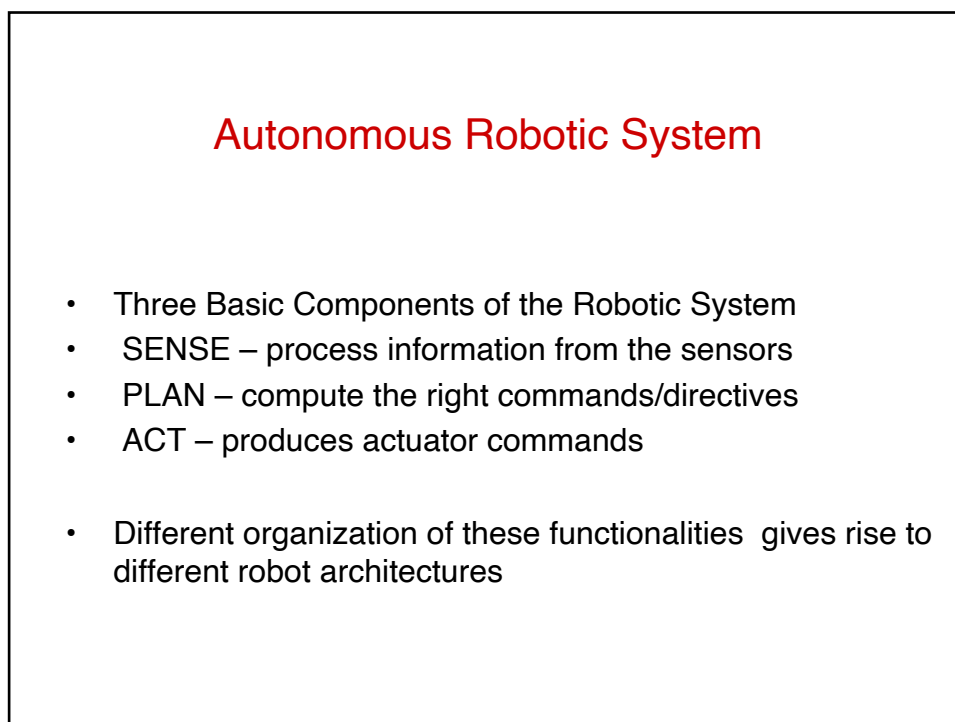 Autonomous Robotic System
• Three Basic Components of the Robotic System
• SENSE – process information from the sensors
• PLAN – compute the right commands/directives
• ACT – produces actuator commands
• Different organization of these functionalities gives rise to
different robot architectures